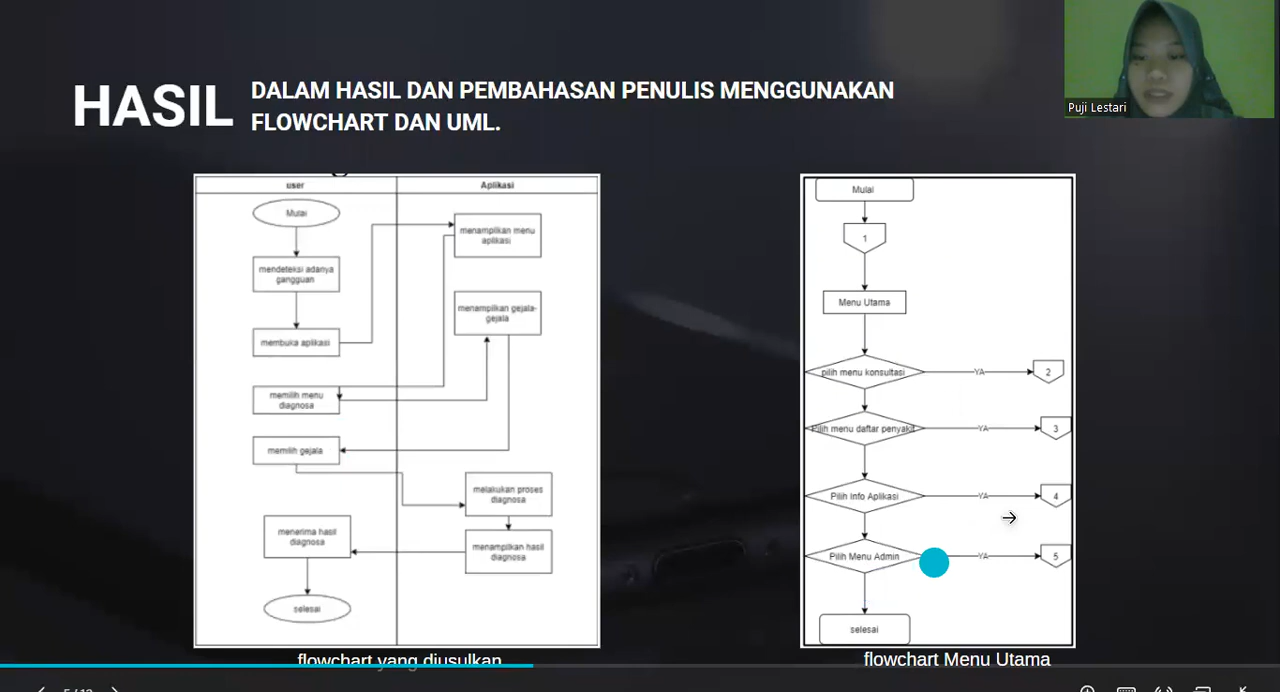 HASIL
DALAM HASIL DAN PEMBAHASAN PENULIS MENGGUNAKAN
FLOWCHART DAN UML.
Puji Lestari
user
Aplikasi
Mulai
menampilkan menu
aplikasi
mendeteksi adanya
gangguan
menampilkan gejala-
gejala
membuka aplikasi
memilih menu
diagnosa
memilih gejala
melakukan proses
diagnosa
menerima hasil
diagnosa
menampilkan hasil
diagnosa
selesai
flowchart yang diusulkan
Mulai
1
Menu Utama
pilih menu konsultasi
YA
2
Pilih menu daftar penyakit
YA
3
Pilih Info Aplikasi
YA
4
Pilih Menu Admin
YA
5
selesai
flowchart Menu Utama
5 / 12